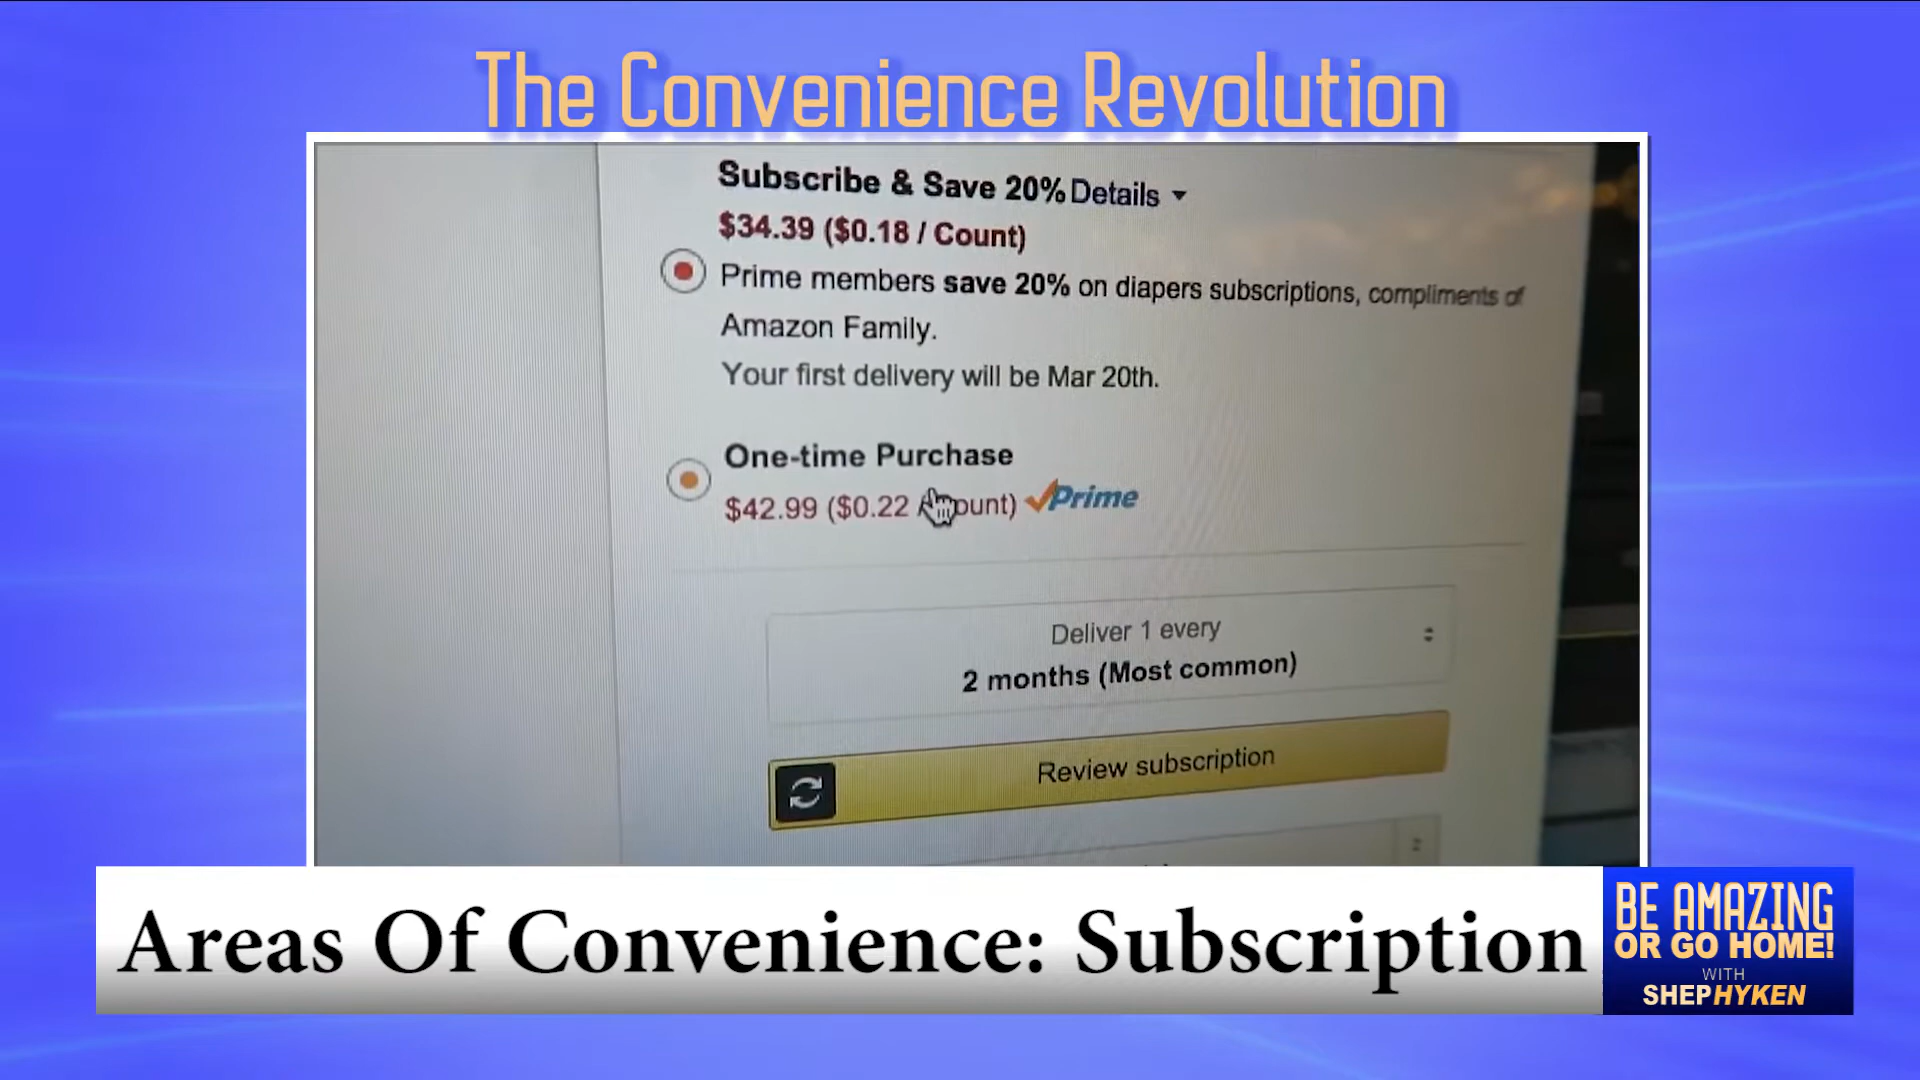 The Convenience Revolution
Subscribe & Save 20% Details
$34.39 ($0.18 / Count)
Prime members save 20% on diapers subscriptions, compliments of
Amazon Family.
Your first delivery will be Mar 20th.
One-time Purchase
$42.99 ($0.22 ount) Prime
Deliver 1 every
2 months (Most common)
Review subscription
Areas Of Convenience: Subscription
BE AMAZING
OR GO HOME!
WITH
SHEPHYKEN